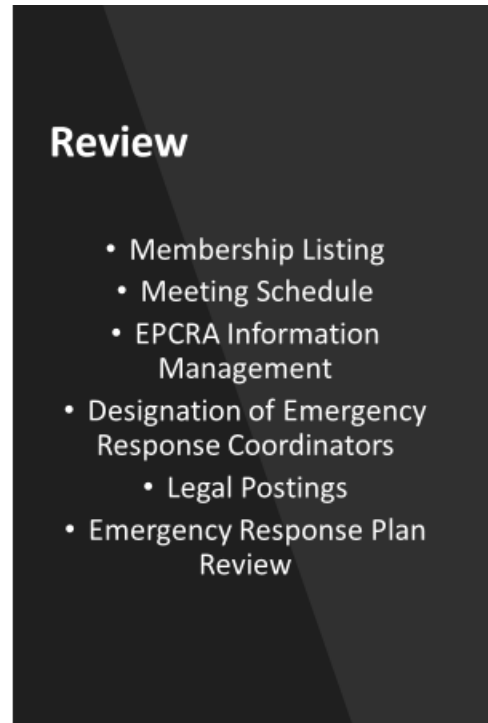 Review
• Membership Listing
• Meeting Schedule
• EPCRA Information
Management
• Designation of Emergency
Response Coordinators
• Legal Postings
• Emergency Response Plan
Review